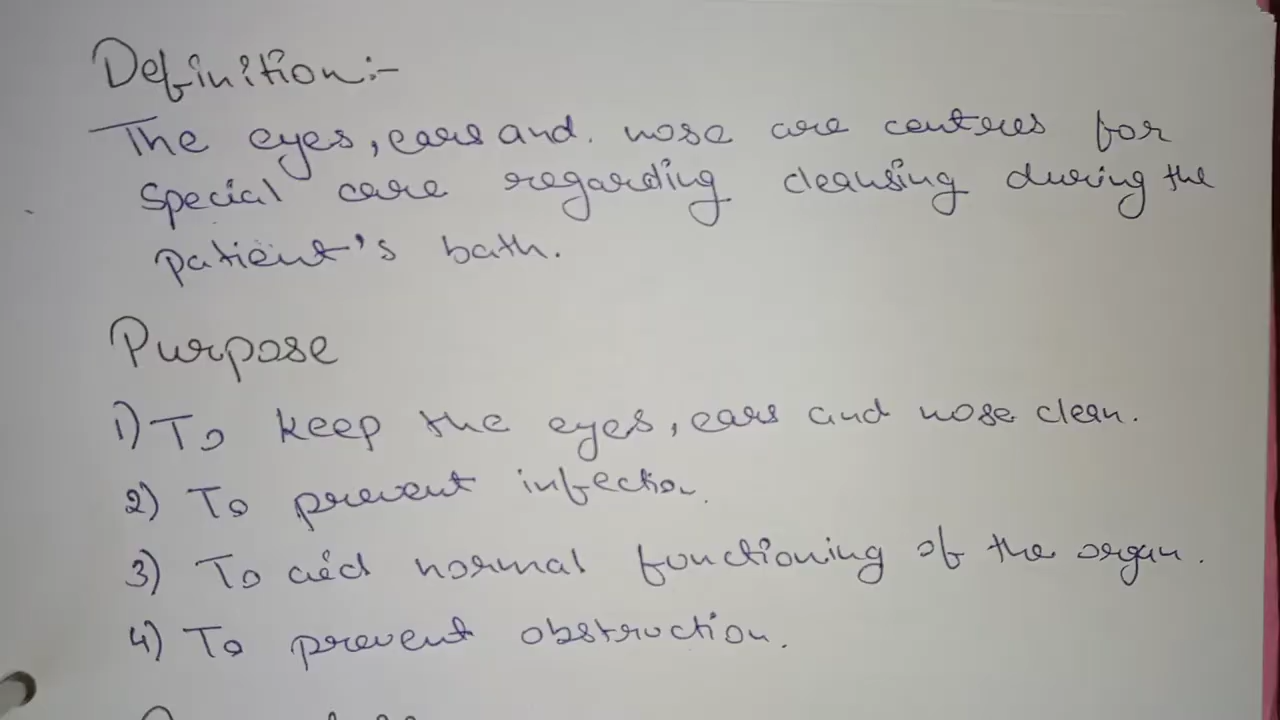 Definition:-
The eyes, ears and. nose are centres for
special care regarding cleansing during the
patient's bath.
Purpose
1) To keep the eyes, ears and nose clean.
2) To prevent infection.
3) To aid normal functioning of the organ.
4) To prevent obstruction.